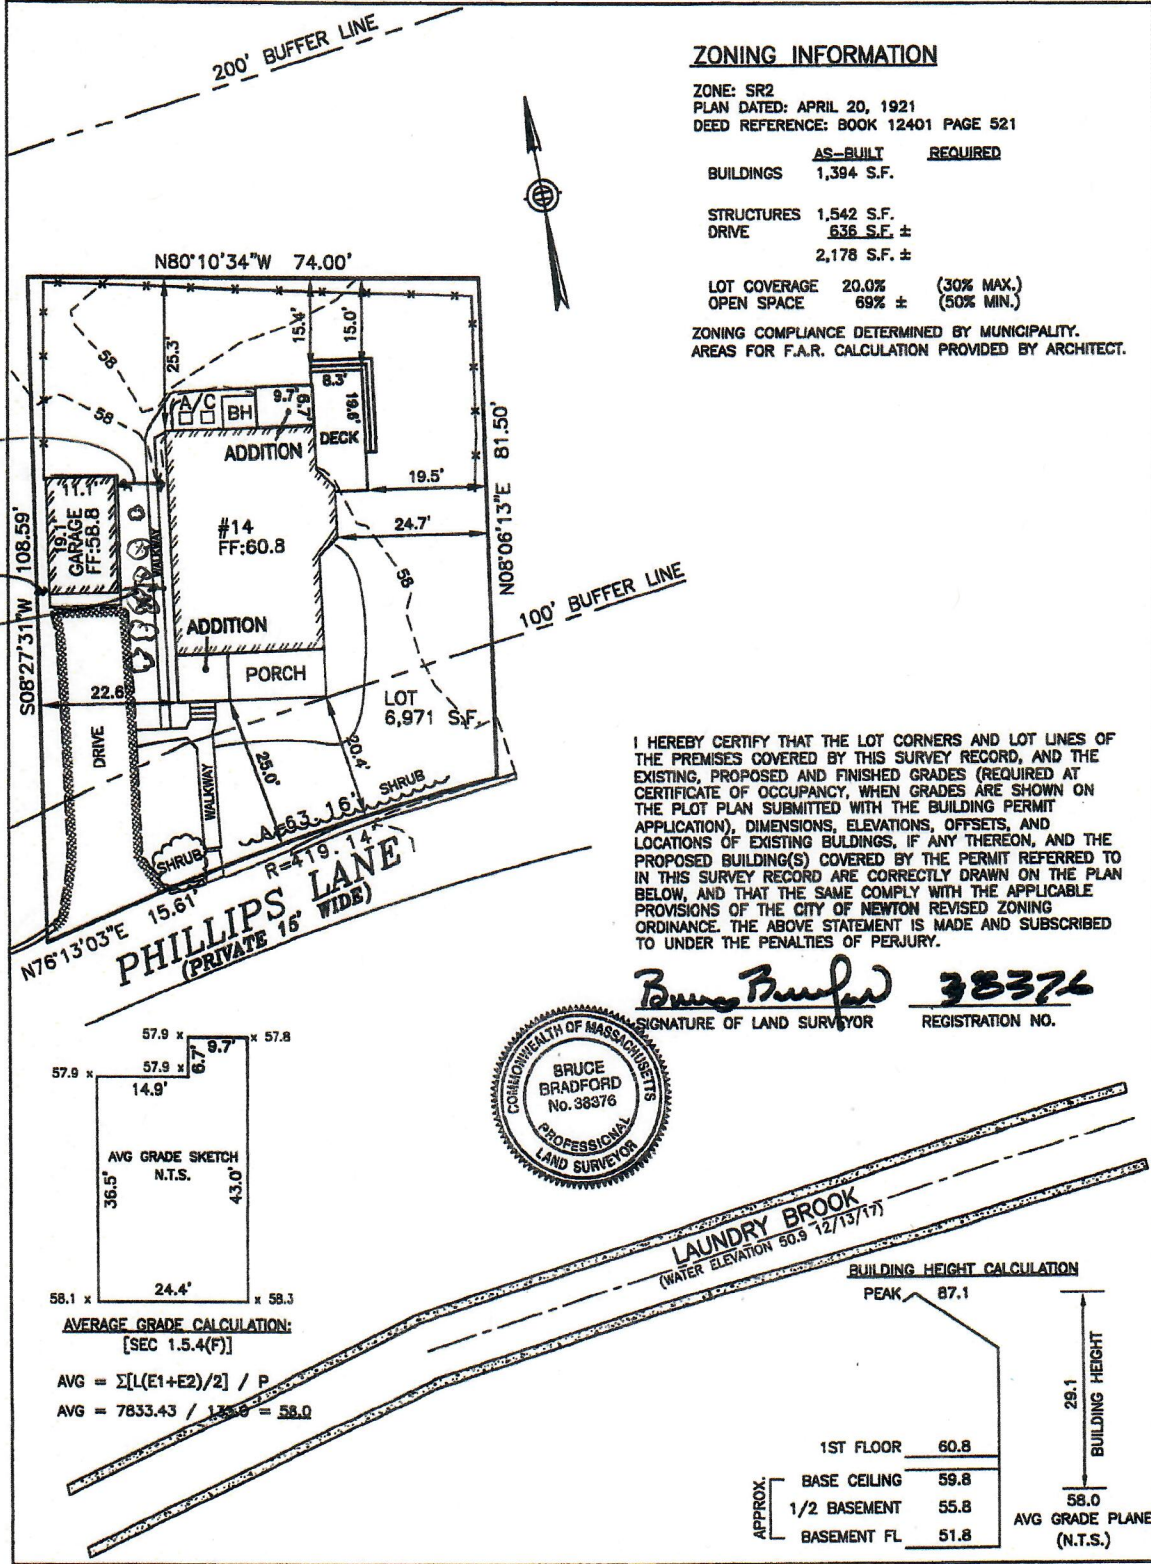 200' BUFFER LINE
ZONING INFORMATION
ZONE: SR2
PLAN DATED: APRIL 20, 1921
DEED REFERENCE: BOOK 12401 PAGE 521
AS-BUILT REQUIRED
BUILDINGS 1,394 S.F.
STRUCTURES 1,542 S.F.
DRIVE 636 S.F. ±
2,178 S.F. ±
LOT COVERAGE 20.0% (30% MAX.)
OPEN SPACE 69% ± (50% MIN.)
ZONING COMPLIANCE DETERMINED BY MUNICIPALITY.
AREAS FOR F.A.R. CALCULATION PROVIDED BY ARCHITECT.
N80°10'34"W 74.00'
25.3'
15.4'
15.0'
58
58
A/C
BH
9.7'
6.7'
8.3'
19.6'
DECK
ADDITION
19.5'
24.7'
N08°06'13"E 81.50'
11.1'
19.1'
GARAGE
FF:58.8
WALKWAY
#14
FF:60.8
58
S08°27'31"W 108.59'
100' BUFFER LINE
ADDITION
PORCH
22.6'
LOT
6,971 S.F.
DRIVE
WALKWAY
25.0'
20.4'
SHRUB
SHRUB
A=63.16'
R=419.14'
15.61'
N76°13'03"E
PHILLIPS LANE
(PRIVATE 15' WIDE)
I HEREBY CERTIFY THAT THE LOT CORNERS AND LOT LINES OF
THE PREMISES COVERED BY THIS SURVEY RECORD, AND THE
EXISTING, PROPOSED AND FINISHED GRADES (REQUIRED AT
CERTIFICATE OF OCCUPANCY, WHEN GRADES ARE SHOWN ON
THE PLOT PLAN SUBMITTED WITH THE BUILDING PERMIT
APPLICATION), DIMENSIONS, ELEVATIONS, OFFSETS, AND
LOCATIONS OF EXISTING BULDINGS, IF ANY THEREON, AND THE
PROPOSED BUILDING(S) COVERED BY THE PERMIT REFERRED TO
IN THIS SURVEY RECORD ARE CORRECTLY DRAWN ON THE PLAN
BELOW, AND THAT THE SAME COMPLY WITH THE APPLICABLE
PROVISIONS OF THE CITY OF NEWTON REVISED ZONING
ORDINANCE. THE ABOVE STATEMENT IS MADE AND SUBSCRIBED
TO UNDER THE PENALTIES OF PERJURY.
Bruce Bradford 38376
SIGNATURE OF LAND SURVEYOR REGISTRATION NO.
COMMONWEALTH OF MASSACHUSETTS
BRUCE
BRADFORD
No. 38376
PROFESSIONAL
LAND SURVEYOR
57.9 x
x 57.8
9.7'
6.7'
57.9 x
57.9 x
14.9'
AVG GRADE SKETCH
N.T.S.
36.5'
43.0'
24.4'
58.1 x
x 58.3
AVERAGE GRADE CALCULATION:
[SEC 1.5.4(F)]
AVG = Σ[L(E1+E2)/2] / P
AVG = 7833.43 / = 58.0
LAUNDRY BROOK
(WATER ELEVATION 50.9 12/13/17)
BUILDING HEIGHT CALCULATION
PEAK 87.1
29.1
BUILDING HEIGHT
1ST FLOOR 60.8
APPROX.
BASE CEILING 59.8
1/2 BASEMENT 55.8
BASEMENT FL 51.8
58.0
AVG GRADE PLANE
(N.T.S.)